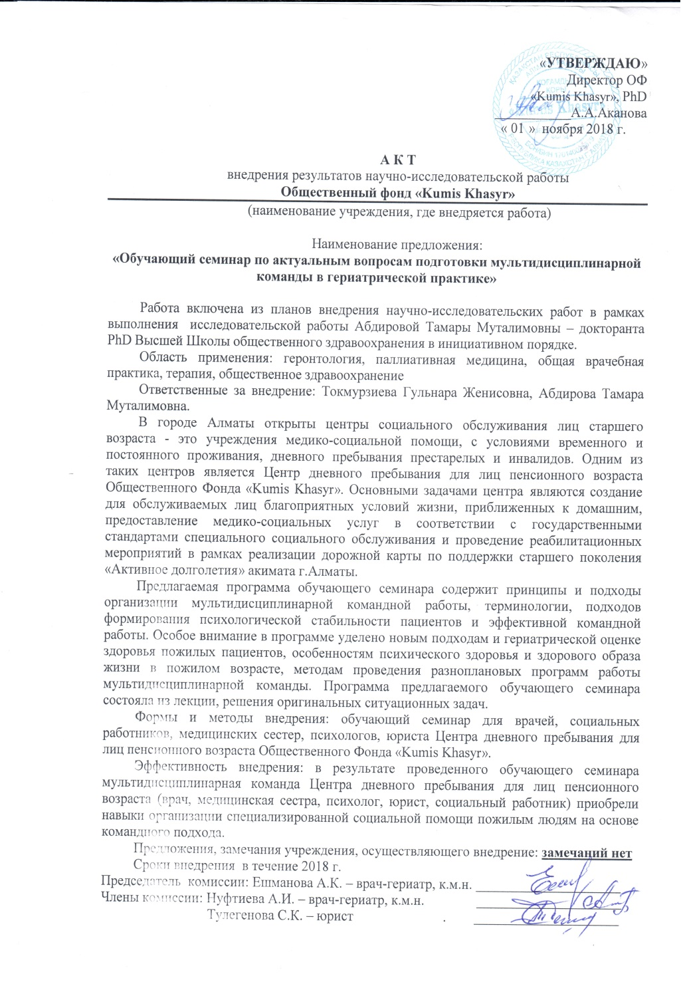 «УТВЕРЖДАЮ»
Директор ОФ
«Kumis Khasyr», PhD
____________А.А.Аканова
« 01 » ноября 2018 г.
А К Т
внедрения результатов научно-исследовательской работы
Общественный фонд «Kumis Khasyr»
(наименование учреждения, где внедряется работа)
Наименование предложения:
«Обучающий семинар по актуальным вопросам подготовки мультидисциплинарной
команды в гериатрической практике»
Работа включена из планов внедрения научно-исследовательских работ в рамках
выполнения исследовательской работы Абдировой Тамары Муталимовны – докторанта
PhD Высшей Школы общественного здравоохранения в инициативном порядке.
Область применения: геронтология, паллиативная медицина, общая врачебная
практика, терапия, общественное здравоохранение
Ответственные за внедрение: Токмурзиева Гульнара Женисовна, Абдирова Тамара
Муталимовна.
В городе Алматы открыты центры социального обслуживания лиц старшего
возраста - это учреждения медико-социальной помощи, с условиями временного и
постоянного проживания, дневного пребывания престарелых и инвалидов. Одним из
таких центров является Центр дневного пребывания для лиц пенсионного возраста
Общественного Фонда «Kumis Khasyr». Основными задачами центра являются создание
для обслуживаемых лиц благоприятных условий жизни, приближенных к домашним,
предоставление медико-социальных услуг в соответствии с государственными
стандартами специального социального обслуживания и проведение реабилитационных
мероприятий в рамках реализации дорожной карты по поддержки старшего поколения
«Активное долголетия» акимата г.Алматы.
Предлагаемая программа обучающего семинара содержит принципы и подходы
организации мультидисциплинарной командной работы, терминологии, подходов
формирования психологической стабильности пациентов и эффективной командной
работы. Особое внимание в программе уделено новым подходам и гериатрической оценке
здоровья пожилых пациентов, особенностям психического здоровья и здорового образа
жизни в пожилом возрасте, методам проведения разноплановых программ работы
мультидисциплинарной команды. Программа предлагаемого обучающего семинара
состояла из лекции, решения оригинальных ситуационных задач.
Формы и методы внедрения: обучающий семинар для врачей, социальных
работников, медицинских сестер, психологов, юриста Центра дневного пребывания для
лиц пенсионного возраста Общественного Фонда «Kumis Khasyr».
Эффективность внедрения: в результате проведенного обучающего семинара
мультидисциплинарная команда Центра дневного пребывания для лиц пенсионного
возраста (врач, медицинская сестра, психолог, юрист, социальный работник) приобрели
навыки организации специализированной социальной помощи пожилым людям на основе
командного подхода.
Предложения, замечания учреждения, осуществляющего внедрение: замечаний нет
Сроки внедрения в течение 2018 г.
Председатель комиссии: Ешманова А.К. – врач-гериатр, к.м.н. ____________________
Члены комиссии: Нуфтиева А.И. – врач-гериатр, к.м.н. ____________________
Тулегенова С.К. – юрист . ____________________